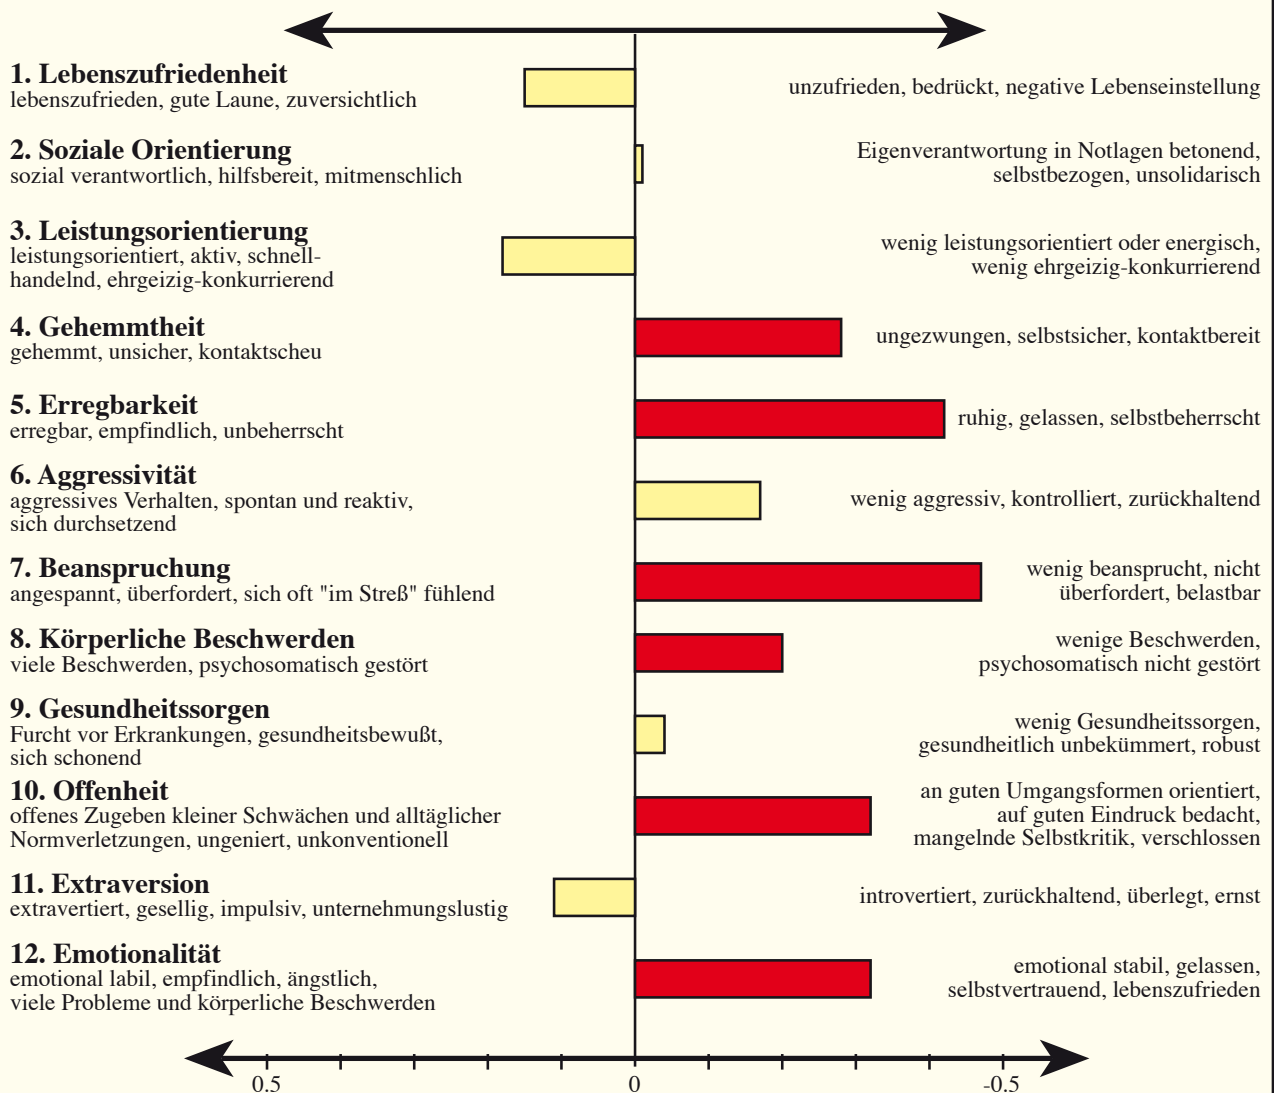 1. Lebenszufriedenheit
lebenszufrieden, gute Laune, zuversichtlich
unzufrieden, bedrückt, negative Lebenseinstellung
2. Soziale Orientierung
sozial verantwortlich, hilfsbereit, mitmenschlich
Eigenverantwortung in Notlagen betonend,
selbstbezogen, unsolidarisch
3. Leistungsorientierung
leistungsorientiert, aktiv, schnell-
handelnd, ehrgeizig-konkurrierend
wenig leistungsorientiert oder energisch,
wenig ehrgeizig-konkurrierend
4. Gehemmtheit
gehemmt, unsicher, kontaktscheu
ungezwungen, selbstsicher, kontaktbereit
5. Erregbarkeit
erregbar, empfindlich, unbeherrscht
ruhig, gelassen, selbstbeherrscht
6. Aggressivität
aggressives Verhalten, spontan und reaktiv,
sich durchsetzend
wenig aggressiv, kontrolliert, zurückhaltend
7. Beanspruchung
angespannt, überfordert, sich oft "im Streß" fühlend
wenig beansprucht, nicht
überfordert, belastbar
8. Körperliche Beschwerden
viele Beschwerden, psychosomatisch gestört
wenige Beschwerden,
psychosomatisch nicht gestört
9. Gesundheitssorgen
Furcht vor Erkrankungen, gesundheitsbewußt,
sich schonend
wenig Gesundheitssorgen,
gesundheitlich unbekümmert, robust
10. Offenheit
offenes Zugeben kleiner Schwächen und alltäglicher
Normverletzungen, ungeniert, unkonventionell
an guten Umgangsformen orientiert,
auf guten Eindruck bedacht,
mangelnde Selbstkritik, verschlossen
11. Extraversion
extravertiert, gesellig, impulsiv, unternehmungslustig
introvertiert, zurückhaltend, überlegt, ernst
12. Emotionalität
emotional labil, empfindlich, ängstlich,
viele Probleme und körperliche Beschwerden
emotional stabil, gelassen,
selbstvertrauend, lebenszufrieden
0.5 0 -0.5